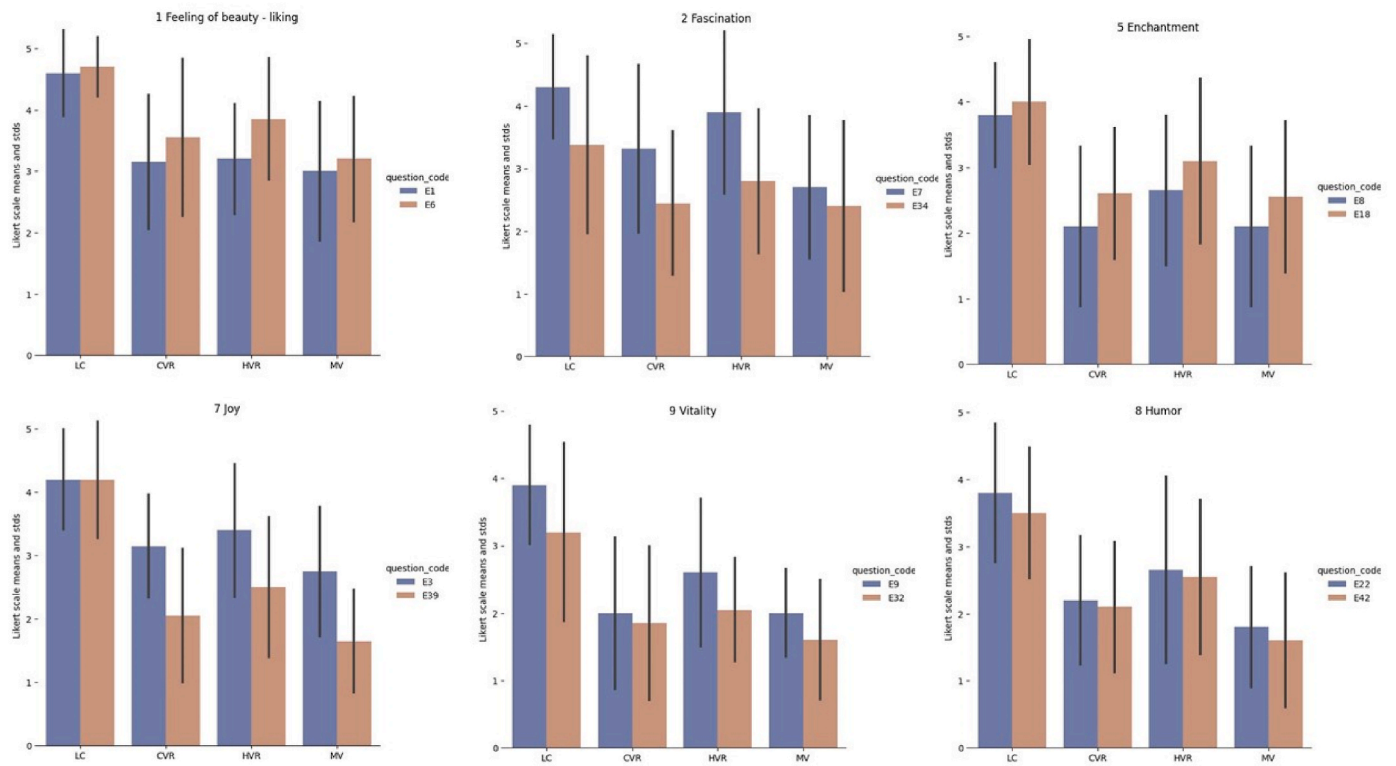 1 Feeling of beauty - liking
Likert scale means and stds
5
4
3
2
1
0
LC CVR HVR MV
question_code
E1
E6
2 Fascination
Likert scale means and stds
5
4
3
2
1
0
LC CVR HVR MV
question_code
E7
E34
5 Enchantment
Likert scale means and stds
5
4
3
2
1
0
LC CVR HVR MV
question_code
E8
E18
7 Joy
Likert scale means and stds
5
4
3
2
1
0
LC CVR HVR MV
question_code
E3
E39
9 Vitality
Likert scale means and stds
5
4
3
2
1
0
LC CVR HVR MV
question_code
E9
E32
8 Humor
Likert scale means and stds
5
4
3
2
1
0
LC CVR HVR MV
question_code
E22
E42